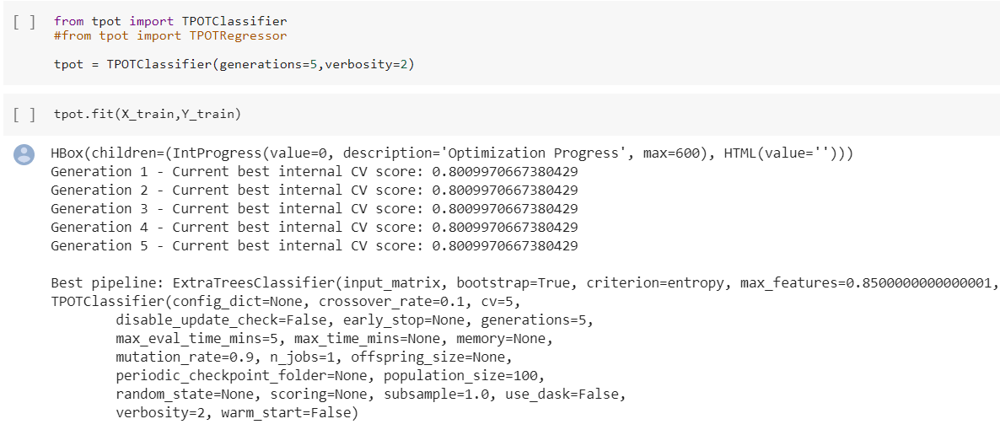 [ ] from tpot import TPOTClassifier
#from tpot import TPOTRegressor
tpot = TPOTClassifier(generations=5,verbosity=2)
[ ] tpot.fit(X_train,Y_train)
HBox(children=(IntProgress(value=0, description='Optimization Progress', max=600), HTML(value='')))
Generation 1 - Current best internal CV score: 0.8009970667380429
Generation 2 - Current best internal CV score: 0.8009970667380429
Generation 3 - Current best internal CV score: 0.8009970667380429
Generation 4 - Current best internal CV score: 0.8009970667380429
Generation 5 - Current best internal CV score: 0.8009970667380429
Best pipeline: ExtraTreesClassifier(input_matrix, bootstrap=True, criterion=entropy, max_features=0.8500000000000001,
TPOTClassifier(config_dict=None, crossover_rate=0.1, cv=5,
disable_update_check=False, early_stop=None, generations=5,
max_eval_time_mins=5, max_time_mins=None, memory=None,
mutation_rate=0.9, n_jobs=1, offspring_size=None,
periodic_checkpoint_folder=None, population_size=100,
random_state=None, scoring=None, subsample=1.0, use_dask=False,
verbosity=2, warm_start=False)